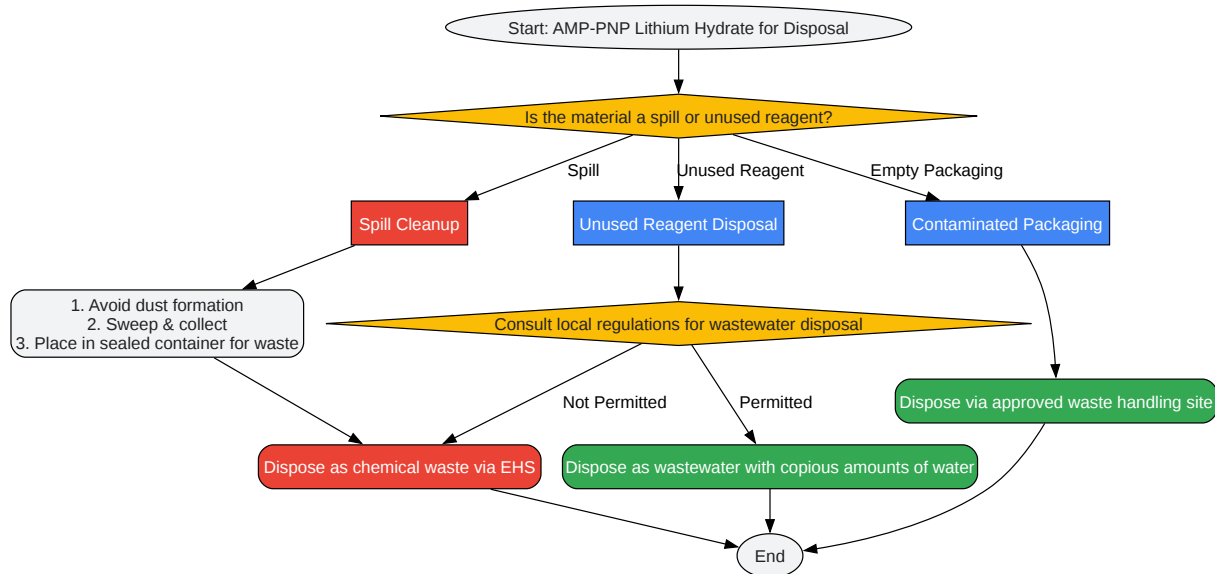 Start: AMP-PNP Lithium Hydrate for Disposal
Is the material a spill or unused reagent?
Spill
Unused Reagent
Empty Packaging
Spill Cleanup
Unused Reagent Disposal
Contaminated Packaging
1. Avoid dust formation
2. Sweep & collect
3. Place in sealed container for waste
Consult local regulations for wastewater disposal
Not Permitted
Permitted
Dispose via approved waste handling site
Dispose as chemical waste via EHS
Dispose as wastewater with copious amounts of water
End